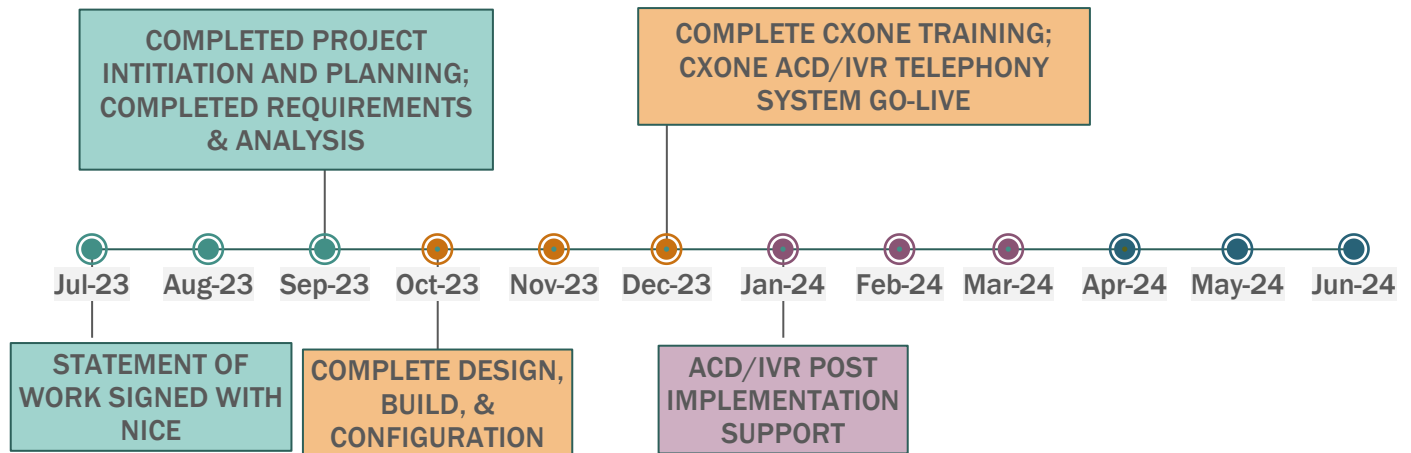 COMPLETED PROJECT
INTITIATION AND PLANNING;
COMPLETED REQUIREMENTS
& ANALYSIS
COMPLETE CXONE TRAINING;
CXONE ACD/IVR TELEPHONY
SYSTEM GO-LIVE
Jul-23
Aug-23
Sep-23
Oct-23
Nov-23
Dec-23
Jan-24
Feb-24
Mar-24
Apr-24
May-24
Jun-24
STATEMENT OF
WORK SIGNED WITH
NICE
COMPLETE DESIGN,
BUILD, &
CONFIGURATION
ACD/IVR POST
IMPLEMENTATION
SUPPORT